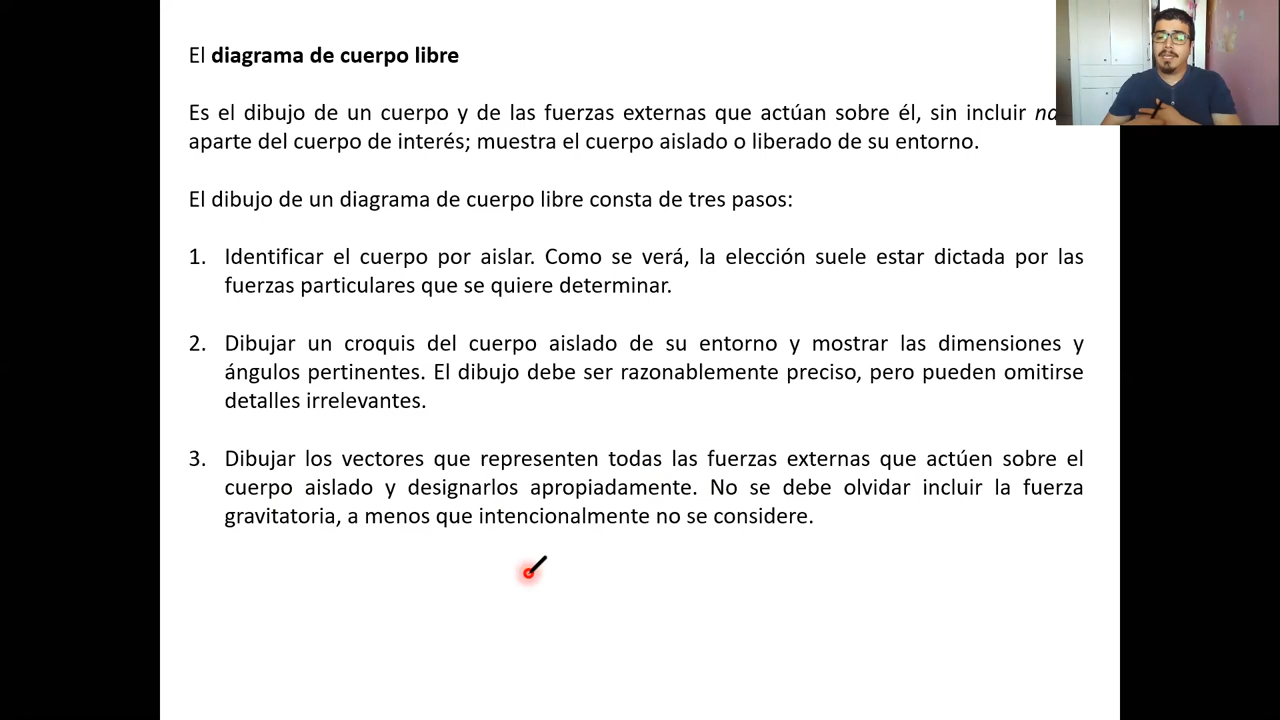 El diagrama de cuerpo libre
Es el dibujo de un cuerpo y de las fuerzas externas que actúan sobre él, sin incluir
aparte del cuerpo de interés; muestra el cuerpo aislado o liberado de su entorno.
El dibujo de un diagrama de cuerpo libre consta de tres pasos:
1. Identificar el cuerpo por aislar. Como se verá, la elección suele estar dictada por las
fuerzas particulares que se quiere determinar.
2. Dibujar un croquis del cuerpo aislado de su entorno y mostrar las dimensiones y
ángulos pertinentes. El dibujo debe ser razonablemente preciso, pero pueden omitirse
detalles irrelevantes.
3. Dibujar los vectores que representen todas las fuerzas externas que actúen sobre el
cuerpo aislado y designarlos apropiadamente. No se debe olvidar incluir la fuerza
gravitatoria, a menos que intencionalmente no se considere.